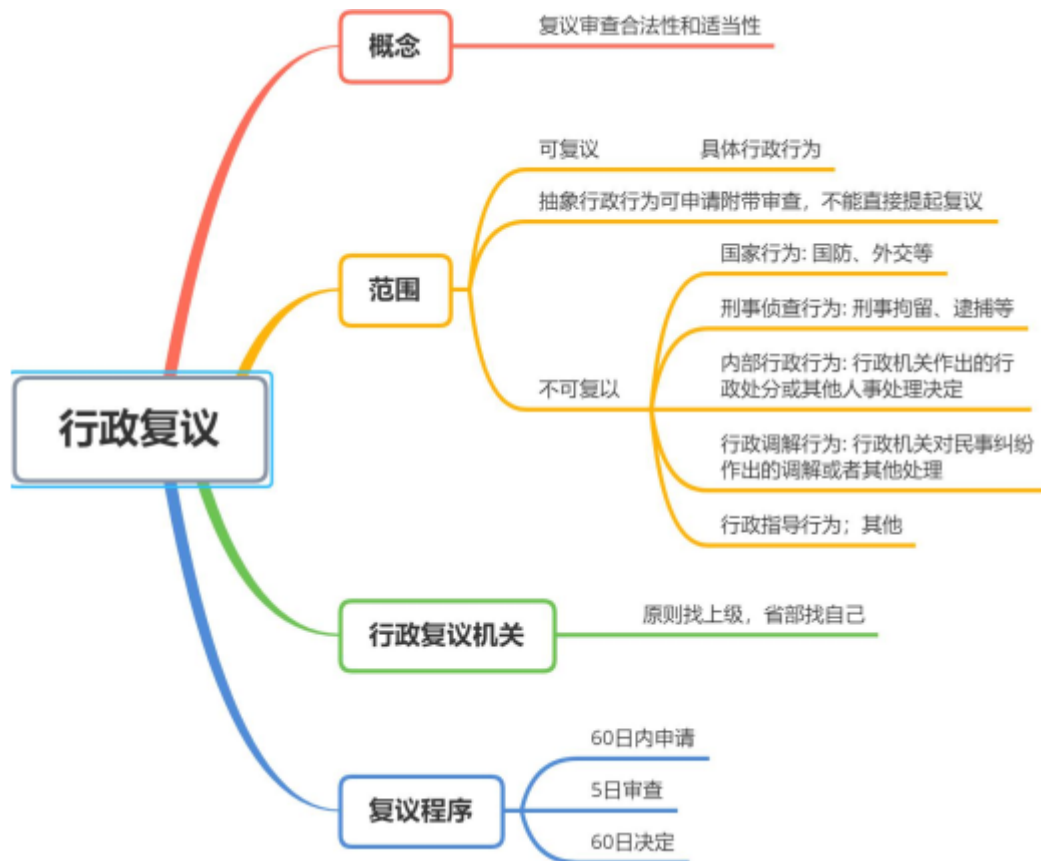 行政复议
概念
复议审查合法性和适当性
范围
可复议
具体行政行为
抽象行政行为可申请附带审查，不能直接提起复议
不可复以
国家行为: 国防、外交等
刑事侦查行为: 刑事拘留、逮捕等
内部行政行为: 行政机关作出的行
政处分或其他人事处理决定
行政调解行为: 行政机关对民事纠纷
作出的调解或者其他处理
行政指导行为；其他
行政复议机关
原则找上级，省部找自己
复议程序
60日内申请
5日审查
60日决定